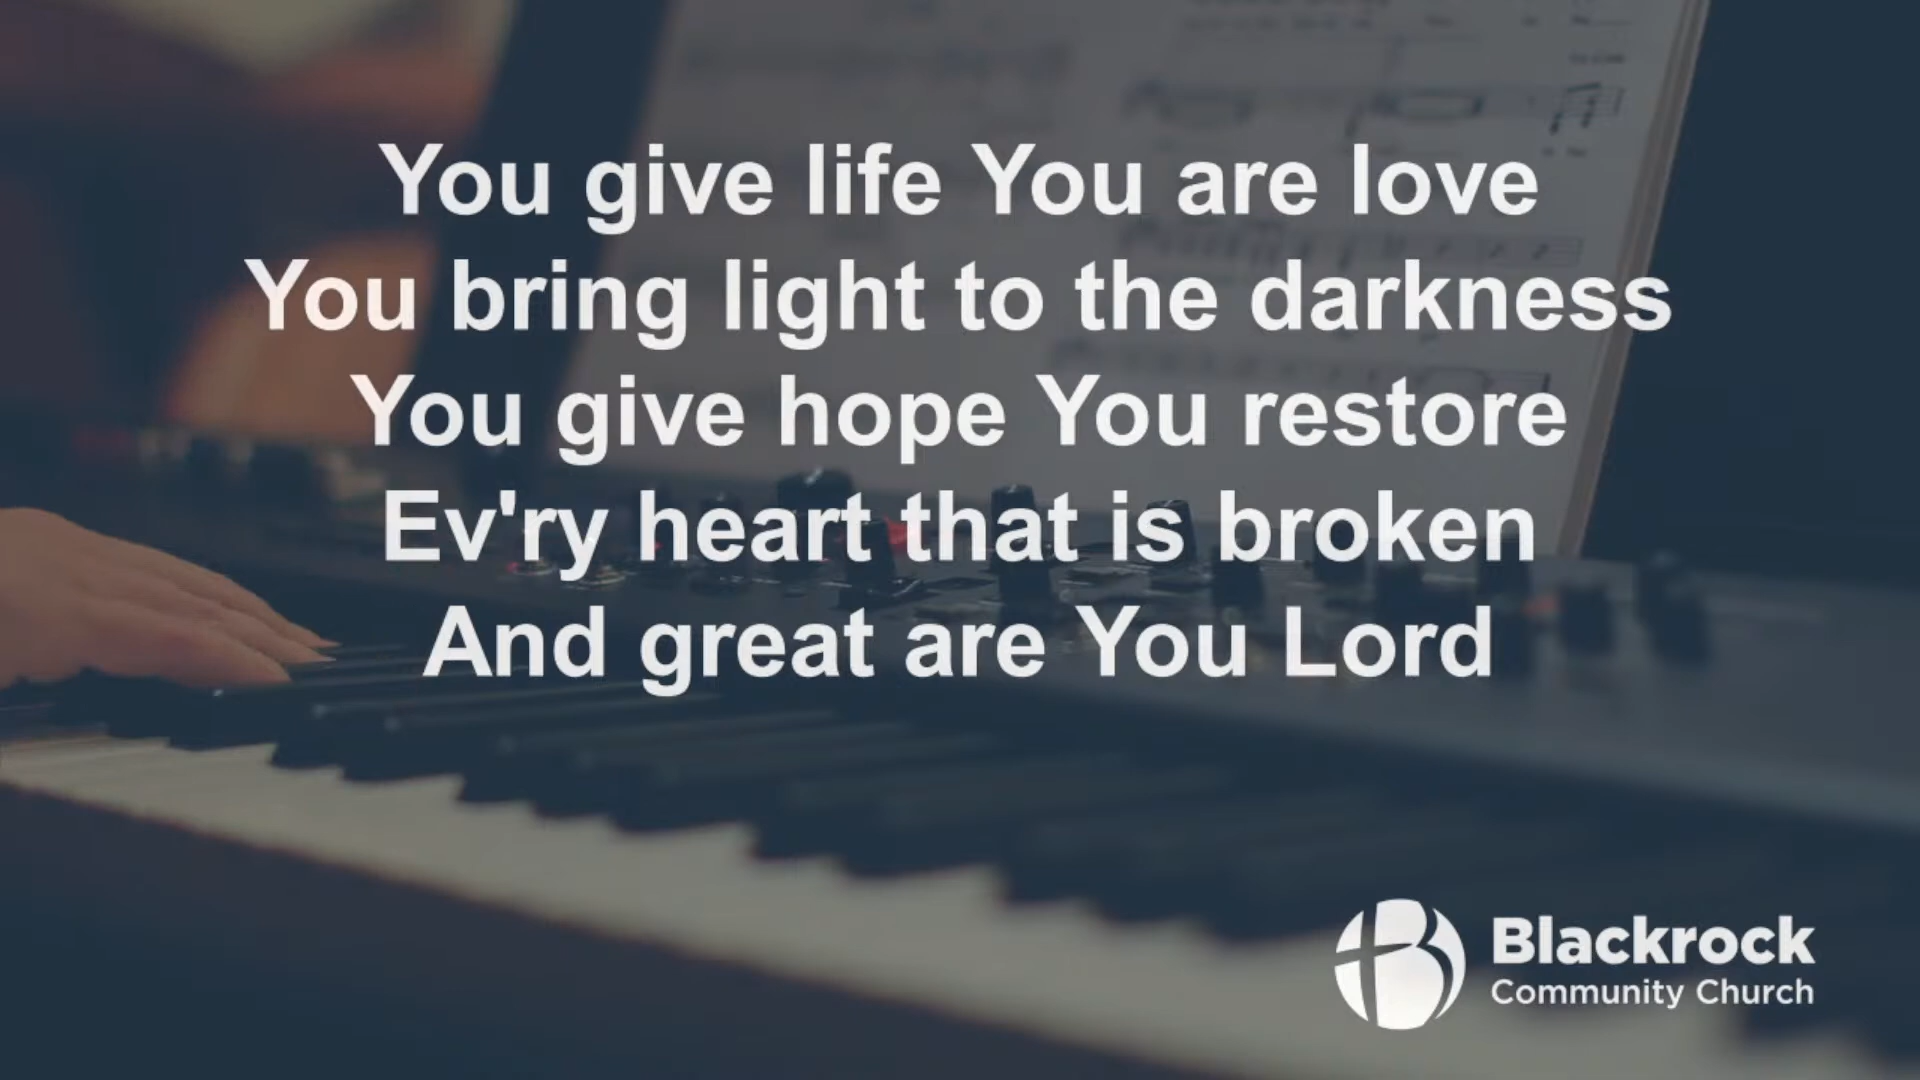 You give life You are love
You bring light to the darkness
You give hope You restore
Ev'ry heart that is broken
And great are You Lord
Blackrock
Community Church